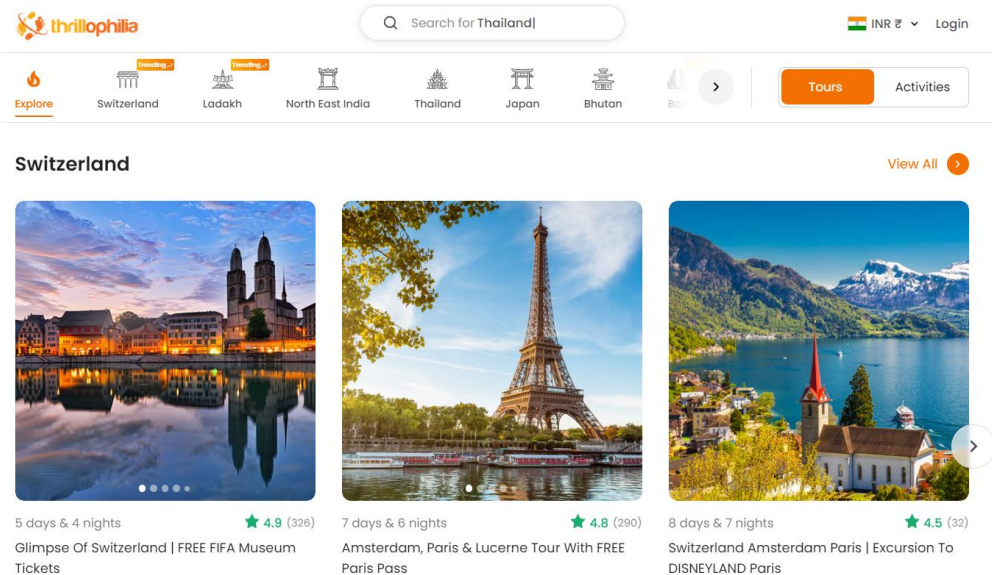 thrillophilia
Search for Thailand|
INR ₹
Login
Trending
Trending
Explore
Switzerland
Ladakh
North East India
Thailand
Japan
Bhutan
Tours
Activities
Switzerland
View All
5 days & 4 nights
4.9 (326)
7 days & 6 nights
4.8 (290)
8 days & 7 nights
4.5 (32)
Glimpse Of Switzerland | FREE FIFA Museum
Tickets
Amsterdam, Paris & Lucerne Tour With FREE
Paris Pass
Switzerland Amsterdam Paris | Excursion To
DISNEYLAND Paris